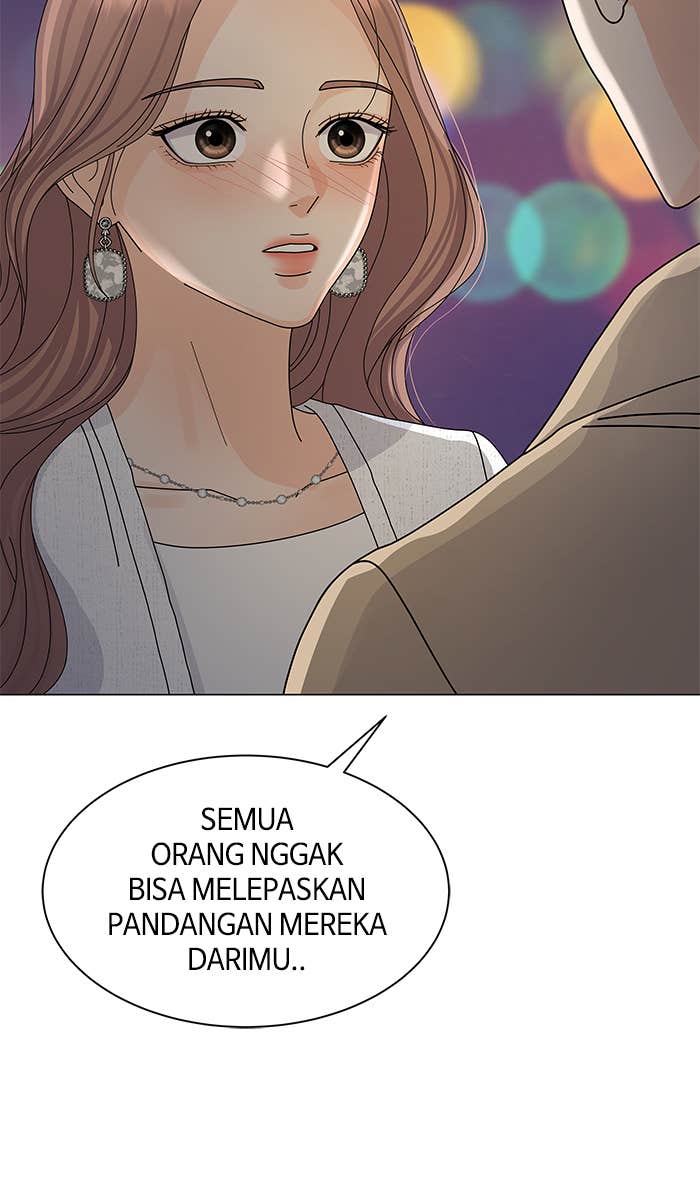 SEMUA
ORANG NGGAK
BISA MELEPASKAN
PANDANGAN MEREKA
DARIMU..